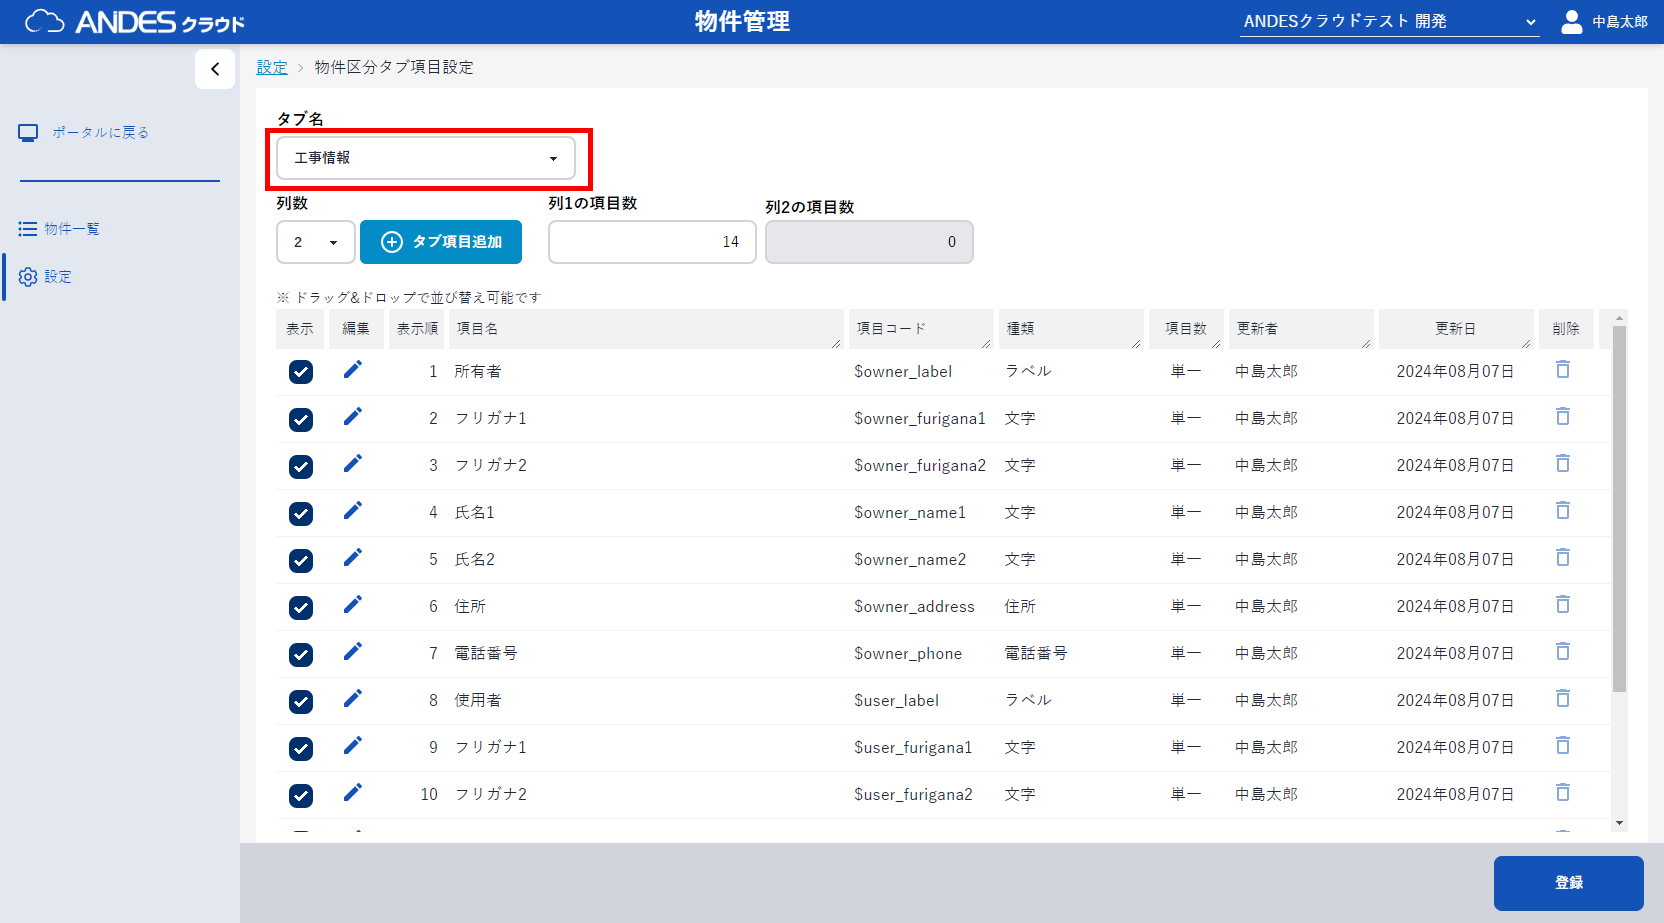 ANDES クラウド
物件管理
ANDESクラウドテスト 開発
中島太郎
ポータルに戻る
物件一覧
設定
設定 > 物件区分タブ項目設定
タブ名
工事情報
列数 列1の項目数 列2の項目数
2 タブ項目追加 14 0
※ ドラッグ&ドロップで並び替え可能です
表示 編集 表示順 項目名 項目コード 種類 項目数 更新者 更新日 削除
1 所有者 $owner_label ラベル 単一 中島太郎 2024年08月07日
2 フリガナ1 $owner_furigana1 文字 単一 中島太郎 2024年08月07日
3 フリガナ2 $owner_furigana2 文字 単一 中島太郎 2024年08月07日
4 氏名1 $owner_name1 文字 単一 中島太郎 2024年08月07日
5 氏名2 $owner_name2 文字 単一 中島太郎 2024年08月07日
6 住所 $owner_address 住所 単一 中島太郎 2024年08月07日
7 電話番号 $owner_phone 電話番号 単一 中島太郎 2024年08月07日
8 使用者 $user_label ラベル 単一 中島太郎 2024年08月07日
9 フリガナ1 $user_furigana1 文字 単一 中島太郎 2024年08月07日
10 フリガナ2 $user_furigana2 文字 単一 中島太郎 2024年08月07日
登録